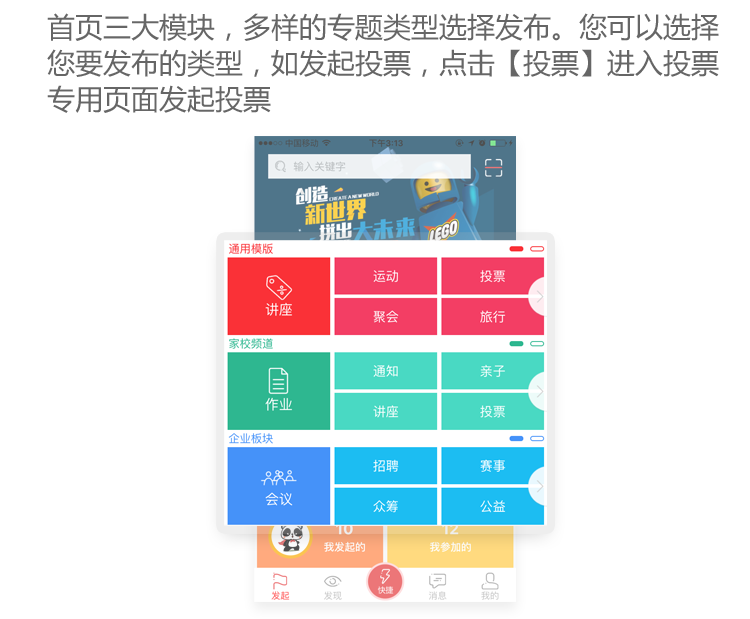 首页三大模块，多样的专题类型选择发布。您可以选择
您要发布的类型，如发起投票，点击【投票】进入投票
专用页面发起投票
中国移动 下午3:13
输入关键字
创造 CREATE A NEW WORLD
新世界
拼出大未来
LEGO
通用模版
讲座 运动 投票
聚会 旅行
家校频道
作业 通知 亲子
讲座 投票
企业板块
会议 招聘 赛事
众筹 公益
10 12
我发起的 我参加的
发起 发现 快捷 消息 我的